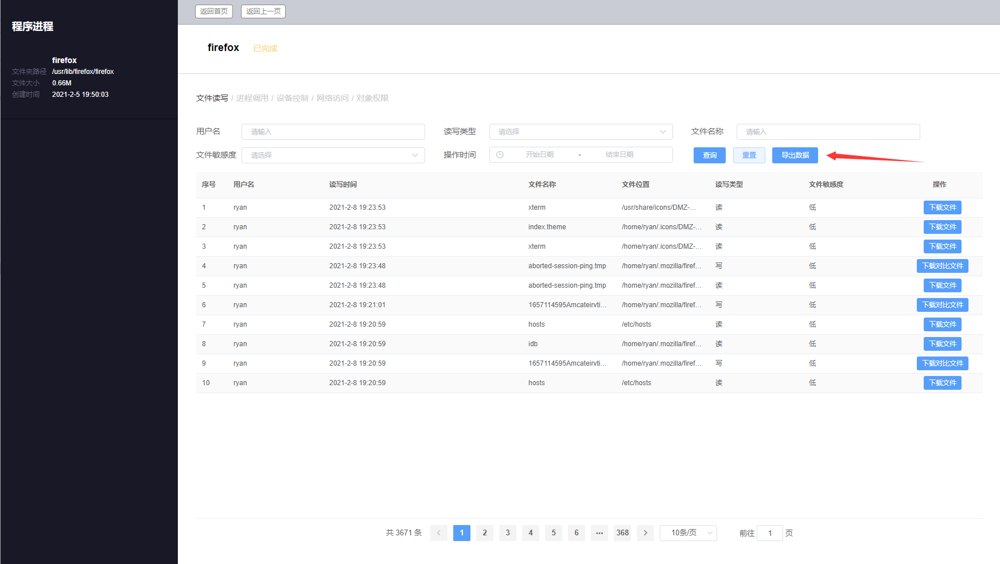 返回首页 返回上一页
程序进程
firefox
文件夹路径 /usr/lib/firefox/firefox
文件大小 0.66M
创建时间 2021-2-5 19:50:03
firefox 已完成
文件读写 / 进程调用 / 设备控制 / 网络访问 / 对象权限
用户名 请输入 读写类型 请选择 文件名称 请输入
文件敏感度 请选择 操作时间 开始日期 - 结束日期 查询 重置 导出数据
序号 用户名 读写时间 文件名称 文件位置 读写类型 文件敏感度 操作
1 ryan 2021-2-8 19:23:53 xterm /usr/share/icons/DMZ-... 读 低 下载文件
2 ryan 2021-2-8 19:23:53 index.theme /home/ryan/.icons/DMZ-... 读 低 下载文件
3 ryan 2021-2-8 19:23:53 xterm /home/ryan/.icons/DMZ-... 读 低 下载文件
4 ryan 2021-2-8 19:23:48 aborted-session-ping.tmp /home/ryan/.mozilla/firef... 写 低 下载对比文件
5 ryan 2021-2-8 19:23:48 aborted-session-ping.tmp /home/ryan/.mozilla/firef... 读 低 下载文件
6 ryan 2021-2-8 19:21:01 1657114595Amcateirvti... /home/ryan/.mozilla/firef... 写 低 下载对比文件
7 ryan 2021-2-8 19:20:59 hosts /etc/hosts 读 低 下载文件
8 ryan 2021-2-8 19:20:59 idb /home/ryan/.mozilla/firef... 读 低 下载文件
9 ryan 2021-2-8 19:20:59 1657114595Amcateirvti... /home/ryan/.mozilla/firef... 写 低 下载对比文件
10 ryan 2021-2-8 19:20:59 hosts /etc/hosts 读 低 下载文件
共 3671 条 < 1 2 3 4 5 6 ... 368 > 10条/页 前往 1 页